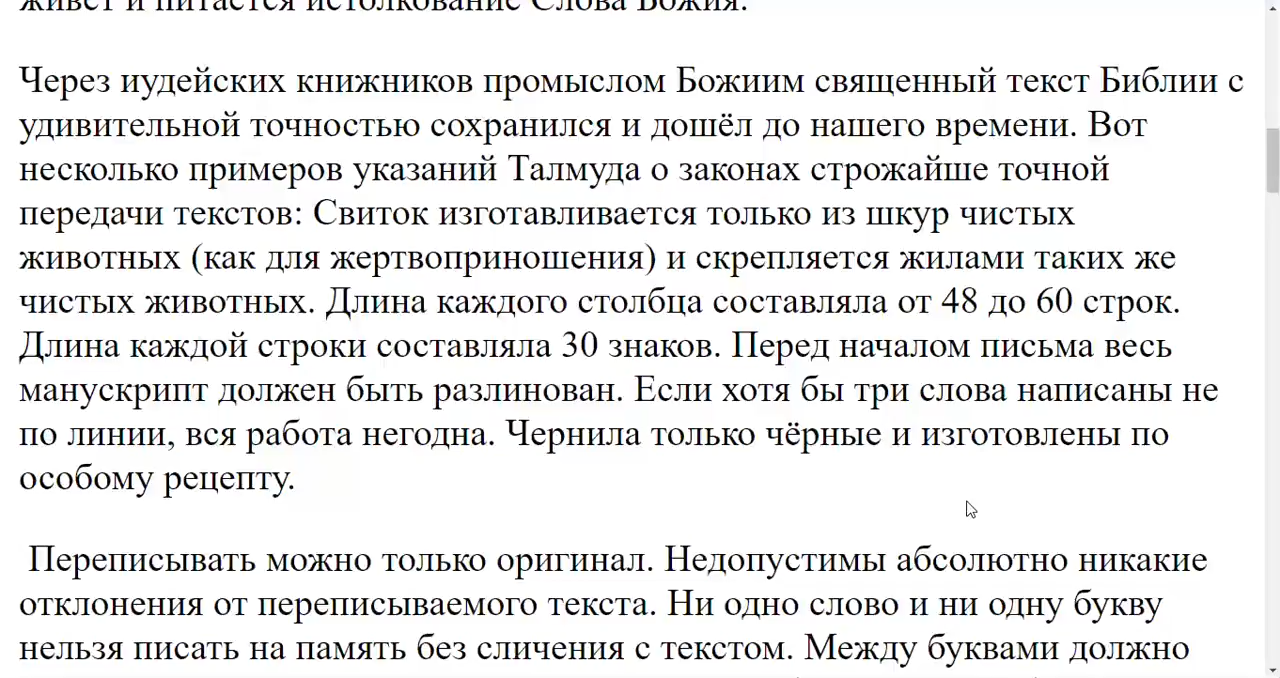 живет и питается истолкование Слова Божия.
Через иудейских книжников промыслом Божиим священный текст Библии с
удивительной точностью сохранился и дошёл до нашего времени. Вот
несколько примеров указаний Талмуда о законах строжайше точной
передачи текстов: Свиток изготавливается только из шкур чистых
животных (как для жертвоприношения) и скрепляется жилами таких же
чистых животных. Длина каждого столбца составляла от 48 до 60 строк.
Длина каждой строки составляла 30 знаков. Перед началом письма весь
манускрипт должен быть разлинован. Если хотя бы три слова написаны не
по линии, вся работа негодна. Чернила только чёрные и изготовлены по
особому рецепту.
Переписывать можно только оригинал. Недопустимы абсолютно никакие
отклонения от переписываемого текста. Ни одно слово и ни одну букву
нельзя писать на память без сличения с текстом. Между буквами должно